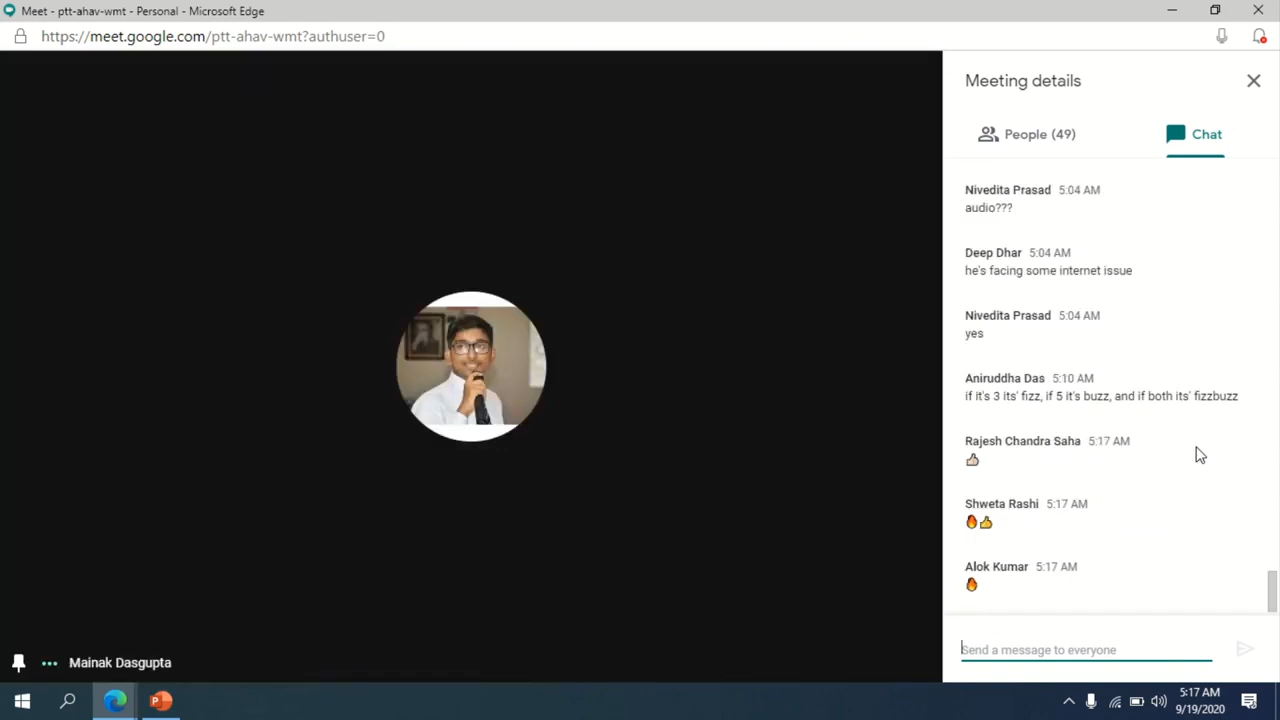 Meet - ptt-ahav-wmt - Personal - Microsoft Edge
https://meet.google.com/ptt-ahav-wmt?authuser=0
Meeting details
People (49)
Chat
Nivedita Prasad 5:04 AM
audio???
Deep Dhar 5:04 AM
he's facing some internet issue
Nivedita Prasad 5:04 AM
yes
Aniruddha Das 5:10 AM
if it's 3 its' fizz, if 5 it's buzz, and if both its' fizzbuzz
Rajesh Chandra Saha 5:17 AM
👍🏻
Shweta Rashi 5:17 AM
🔥👍
Alok Kumar 5:17 AM
🔥
Send a message to everyone
Mainak Dasgupta
5:17 AM
9/19/2020